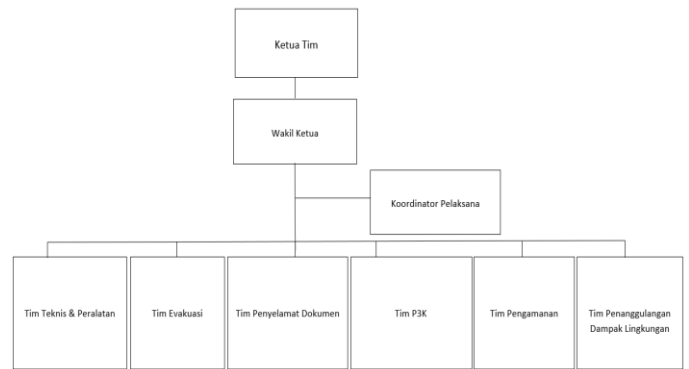 Ketua Tim
Wakil Ketua
Koordinator Pelaksana
Tim Teknis & Peralatan
Tim Evakuasi
Tim Penyelamat Dokumen
Tim P3K
Tim Pengamanan
Tim Penanggulangan
Dampak Lingkungan